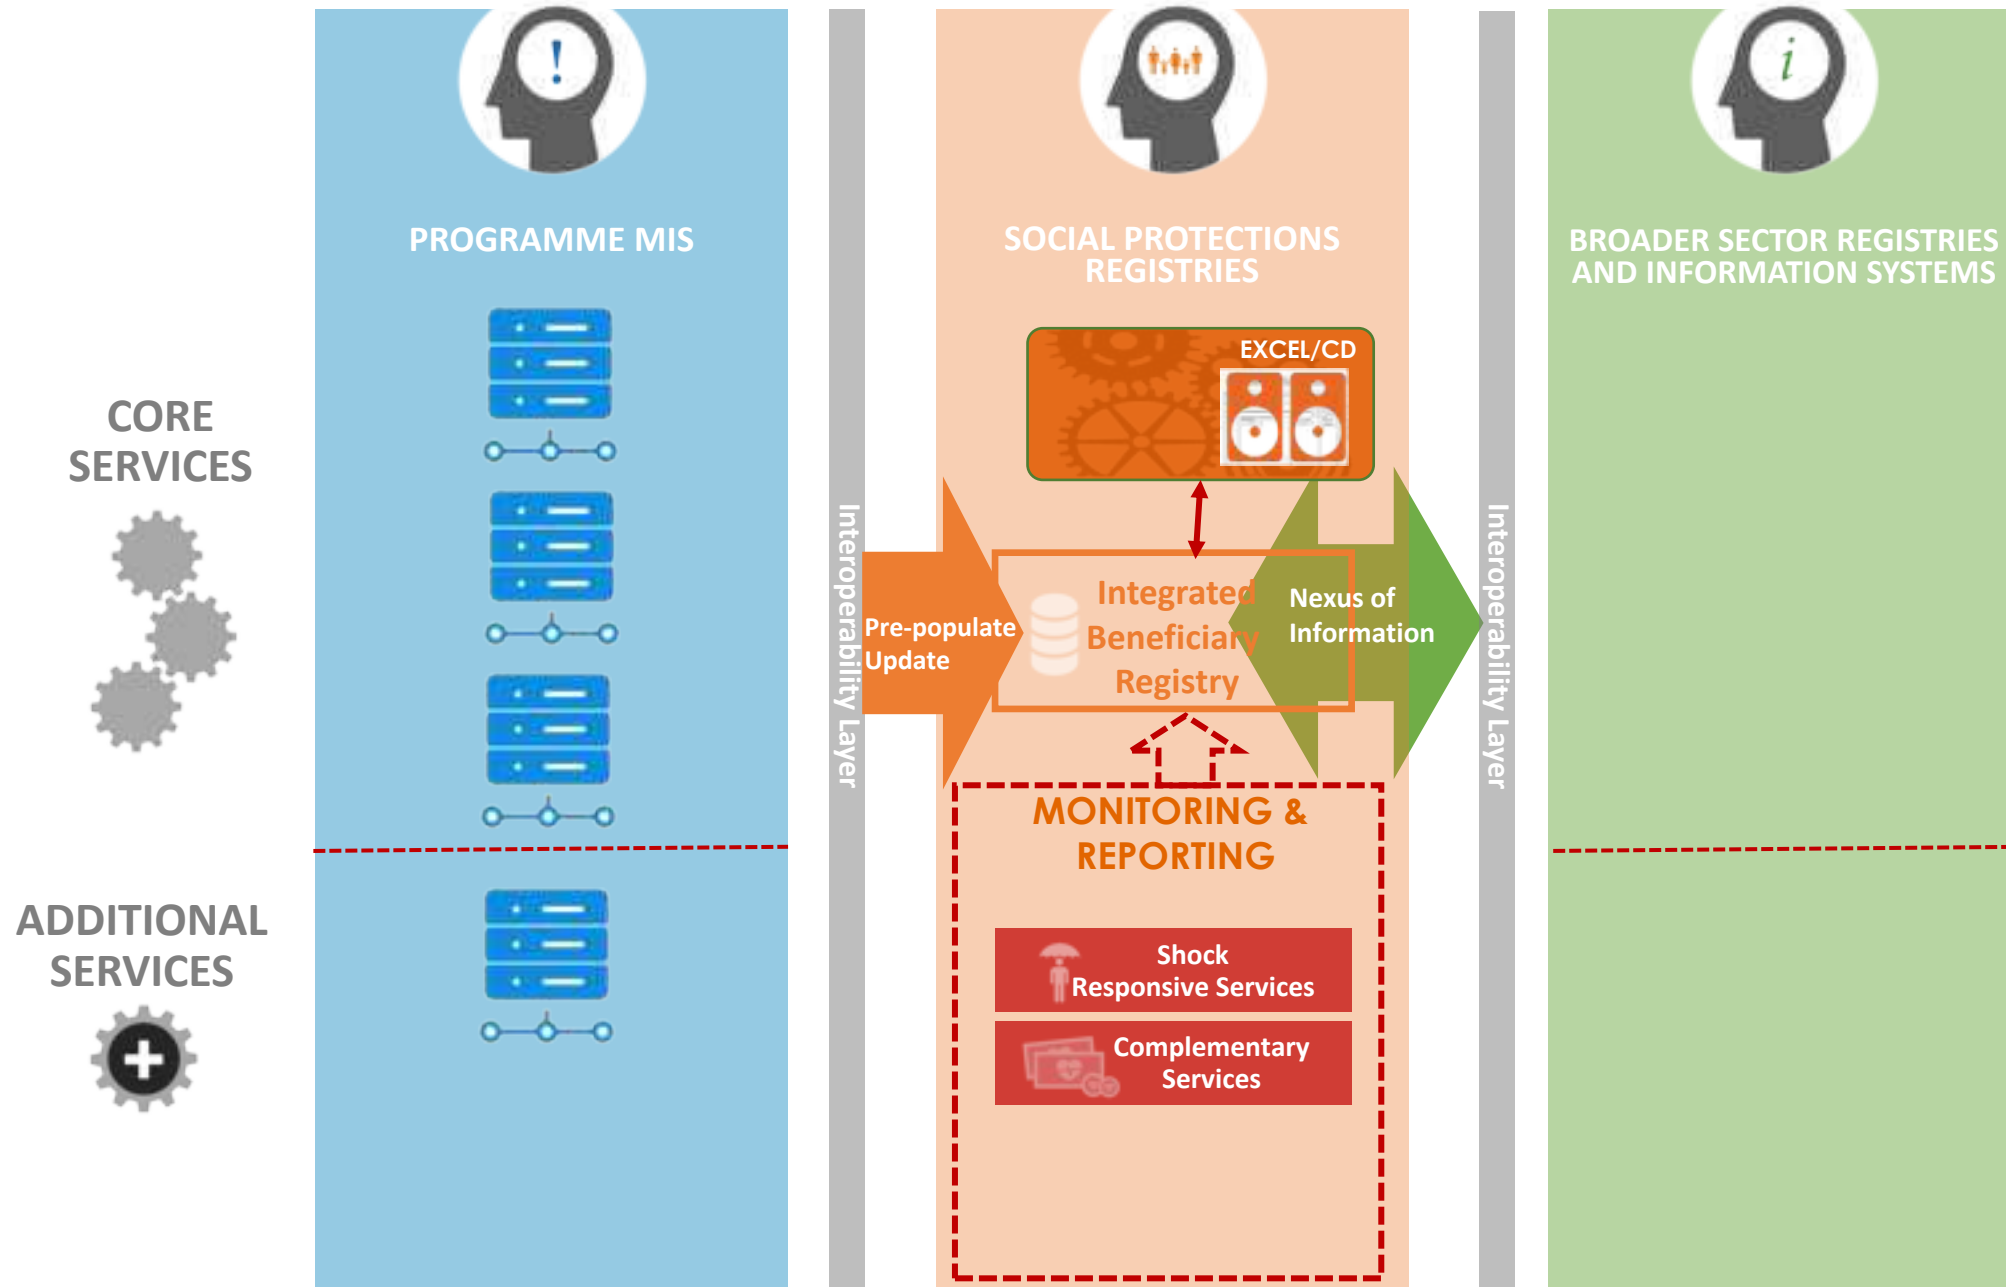 !
i
PROGRAMME MIS
SOCIAL PROTECTIONS
REGISTRIES
BROADER SECTOR REGISTRIES
AND INFORMATION SYSTEMS
EXCEL/CD
CORE
SERVICES
Interoperability Layer
Pre-populate
Update
Integrated
Beneficiary
Registry
Nexus of
Information
Interoperability Layer
MONITORING &
REPORTING
ADDITIONAL
SERVICES
Shock
Responsive Services
Complementary
Services